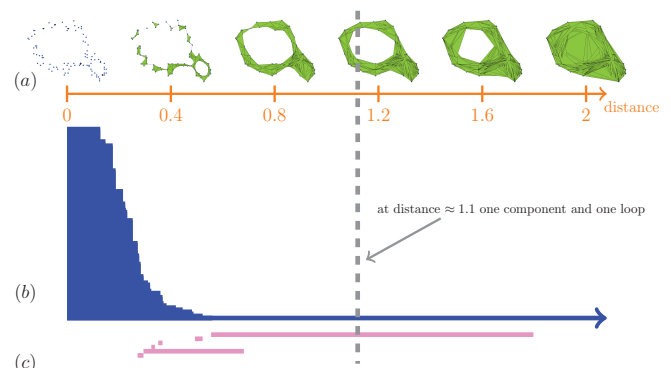 (a)
0 0.4 0.8 1.2 1.6 2
distance
at distance ≈ 1.1 one component and one loop
(b)
(c)